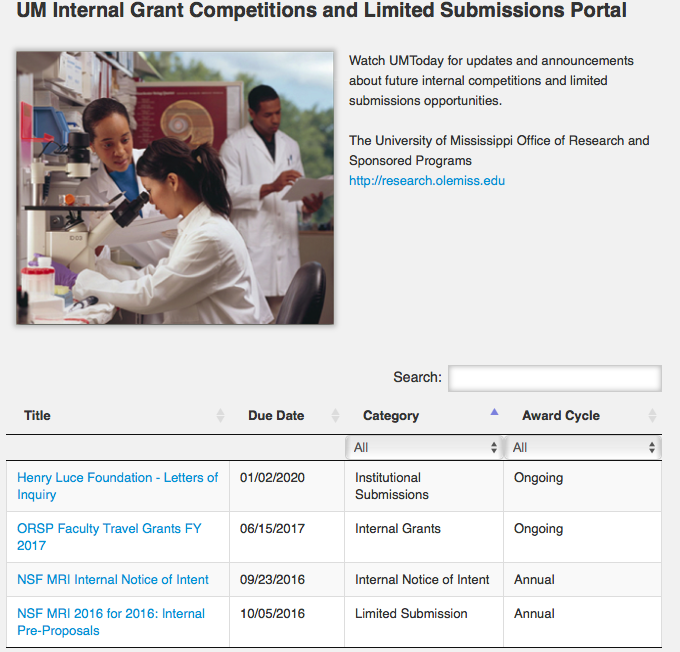 UM Internal Grant Competitions and Limited Submissions Portal
Watch UMToday for updates and announcements
about future internal competitions and limited
submissions opportunities.
The University of Mississippi Office of Research and
Sponsored Programs
http://research.olemiss.edu
Search:
Title Due Date Category Award Cycle
All All
Henry Luce Foundation - Letters of
Inquiry
01/02/2020
Institutional
Submissions
Ongoing
ORSP Faculty Travel Grants FY
2017
06/15/2017
Internal Grants
Ongoing
NSF MRI Internal Notice of Intent
09/23/2016
Internal Notice of Intent
Annual
NSF MRI 2016 for 2016: Internal
Pre-Proposals
10/05/2016
Limited Submission
Annual